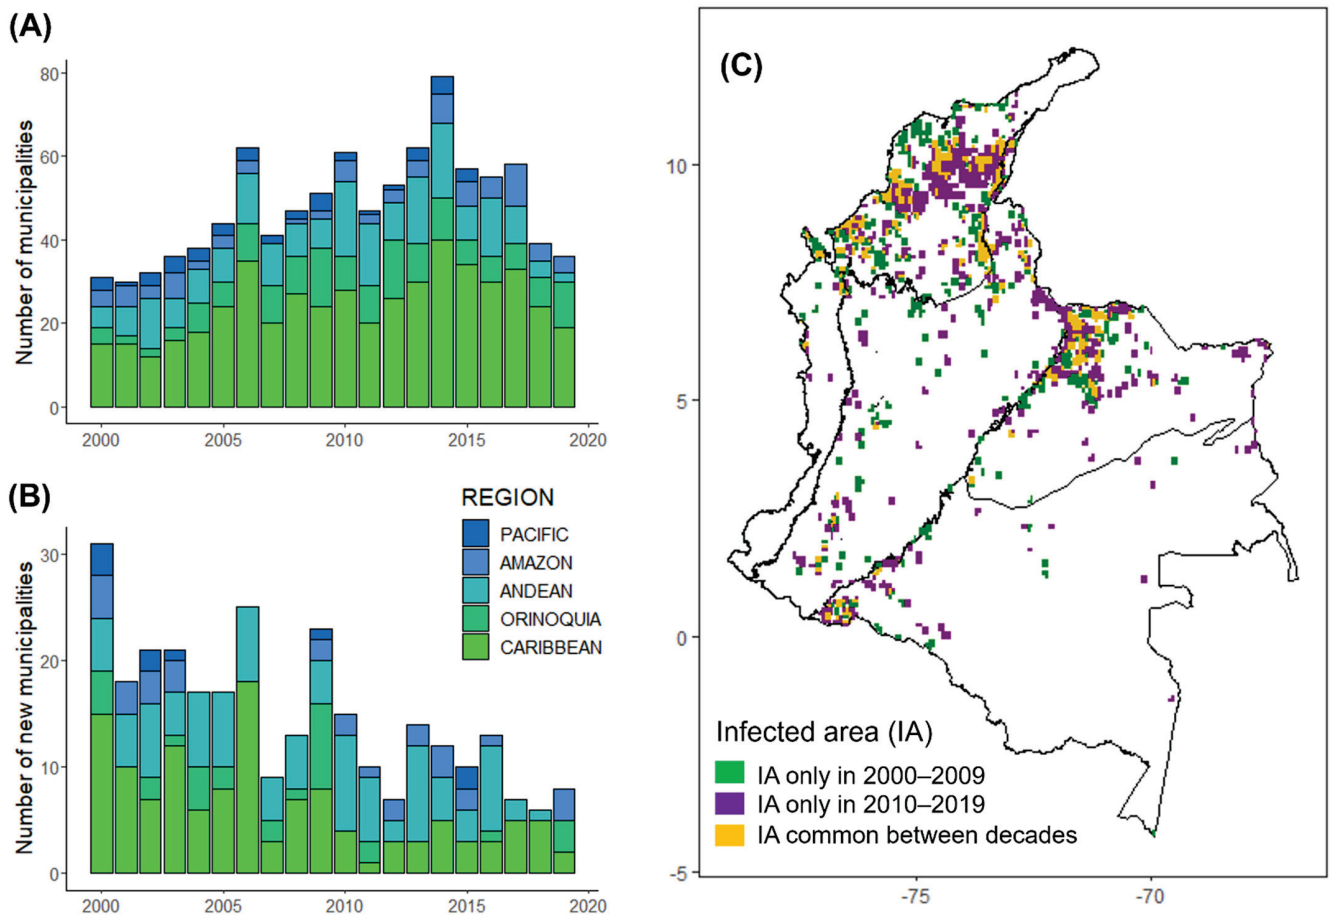 (A)
Number of municipalities
80
60
40
20
0
2000 2005 2010 2015 2020
(B)
Number of new municipalities
30
20
10
0
2000 2005 2010 2015 2020
REGION
PACIFIC
AMAZON
ANDEAN
ORINOQUIA
CARIBBEAN
(C)
10
5
0
-5
-75 -70
Infected area (IA)
IA only in 2000–2009
IA only in 2010–2019
IA common between decades